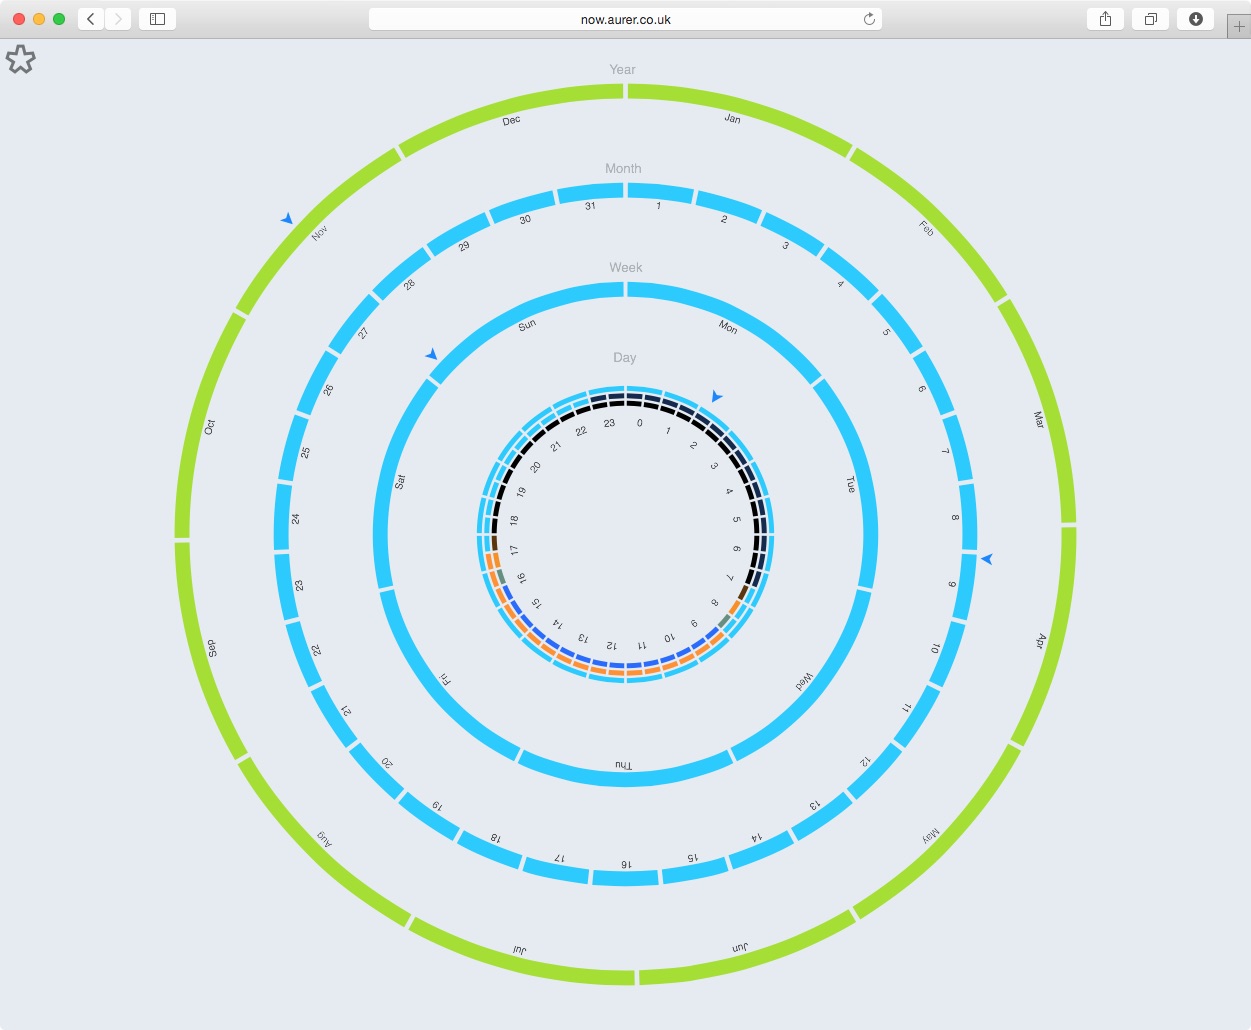 now.aurer.co.uk
Year
Jan
Feb
Mar
Apr
May
Jun
Jul
Aug
Sep
Oct
Nov
Dec
Month
1
2
3
4
5
6
7
8
9
10
11
12
13
14
15
16
17
18
19
20
21
22
23
24
25
26
27
28
29
30
31
Week
Mon
Tue
Wed
Thu
Fri
Sat
Sun
Day
0
1
2
3
4
5
6
7
8
9
10
11
12
13
14
15
16
17
18
19
20
21
22
23